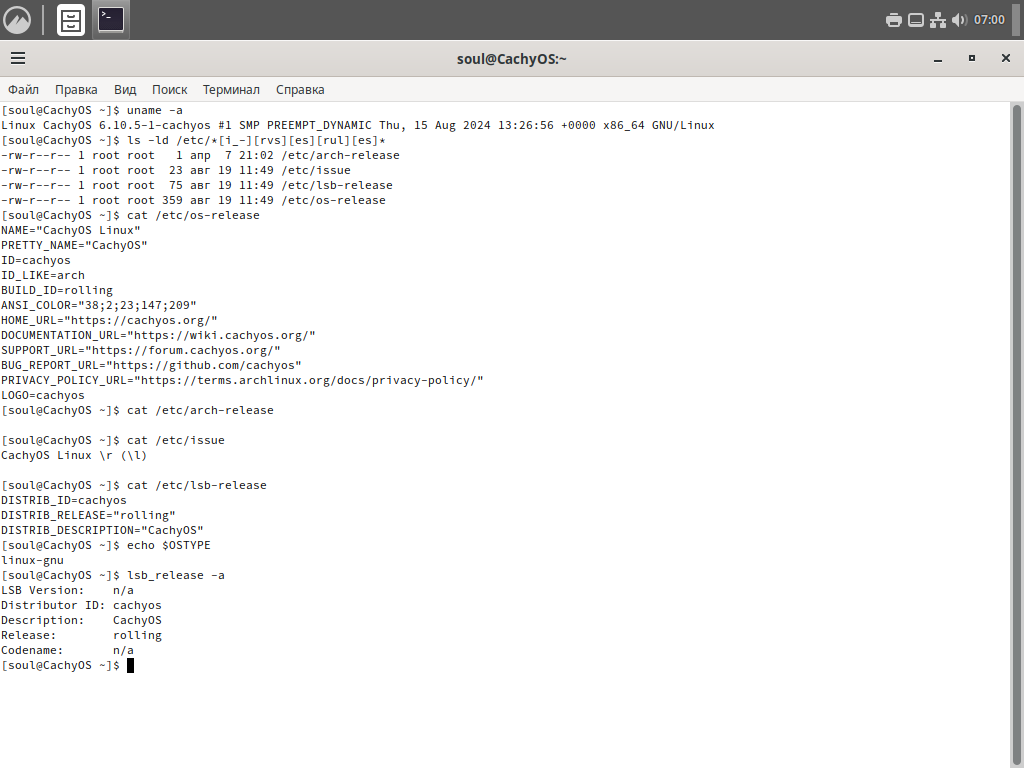 07:00
soul@CachyOS:~
Файл Правка Вид Поиск Терминал Справка
[soul@CachyOS ~]$ uname -a
Linux CachyOS 6.10.5-1-cachyos #1 SMP PREEMPT_DYNAMIC Thu, 15 Aug 2024 13:26:56 +0000 x86_64 GNU/Linux
[soul@CachyOS ~]$ ls -ld /etc/*[i_-][rvs][es][rul][es]*
-rw-r--r-- 1 root root   1 апр  7 21:02 /etc/arch-release
-rw-r--r-- 1 root root  23 авг 19 11:49 /etc/issue
-rw-r--r-- 1 root root  75 авг 19 11:49 /etc/lsb-release
-rw-r--r-- 1 root root 359 авг 19 11:49 /etc/os-release
[soul@CachyOS ~]$ cat /etc/os-release
NAME="CachyOS Linux"
PRETTY_NAME="CachyOS"
ID=cachyos
ID_LIKE=arch
BUILD_ID=rolling
ANSI_COLOR="38;2;23;147;209"
HOME_URL="https://cachyos.org/"
DOCUMENTATION_URL="https://wiki.cachyos.org/"
SUPPORT_URL="https://forum.cachyos.org/"
BUG_REPORT_URL="https://github.com/cachyos"
PRIVACY_POLICY_URL="https://terms.archlinux.org/docs/privacy-policy/"
LOGO=cachyos
[soul@CachyOS ~]$ cat /etc/arch-release

[soul@CachyOS ~]$ cat /etc/issue
CachyOS Linux \r (\l)

[soul@CachyOS ~]$ cat /etc/lsb-release
DISTRIB_ID=cachyos
DISTRIB_RELEASE="rolling"
DISTRIB_DESCRIPTION="CachyOS"
[soul@CachyOS ~]$ echo $OSTYPE
linux-gnu
[soul@CachyOS ~]$ lsb_release -a
LSB Version:    n/a
Distributor ID: cachyos
Description:    CachyOS
Release:        rolling
Codename:       n/a
[soul@CachyOS ~]$